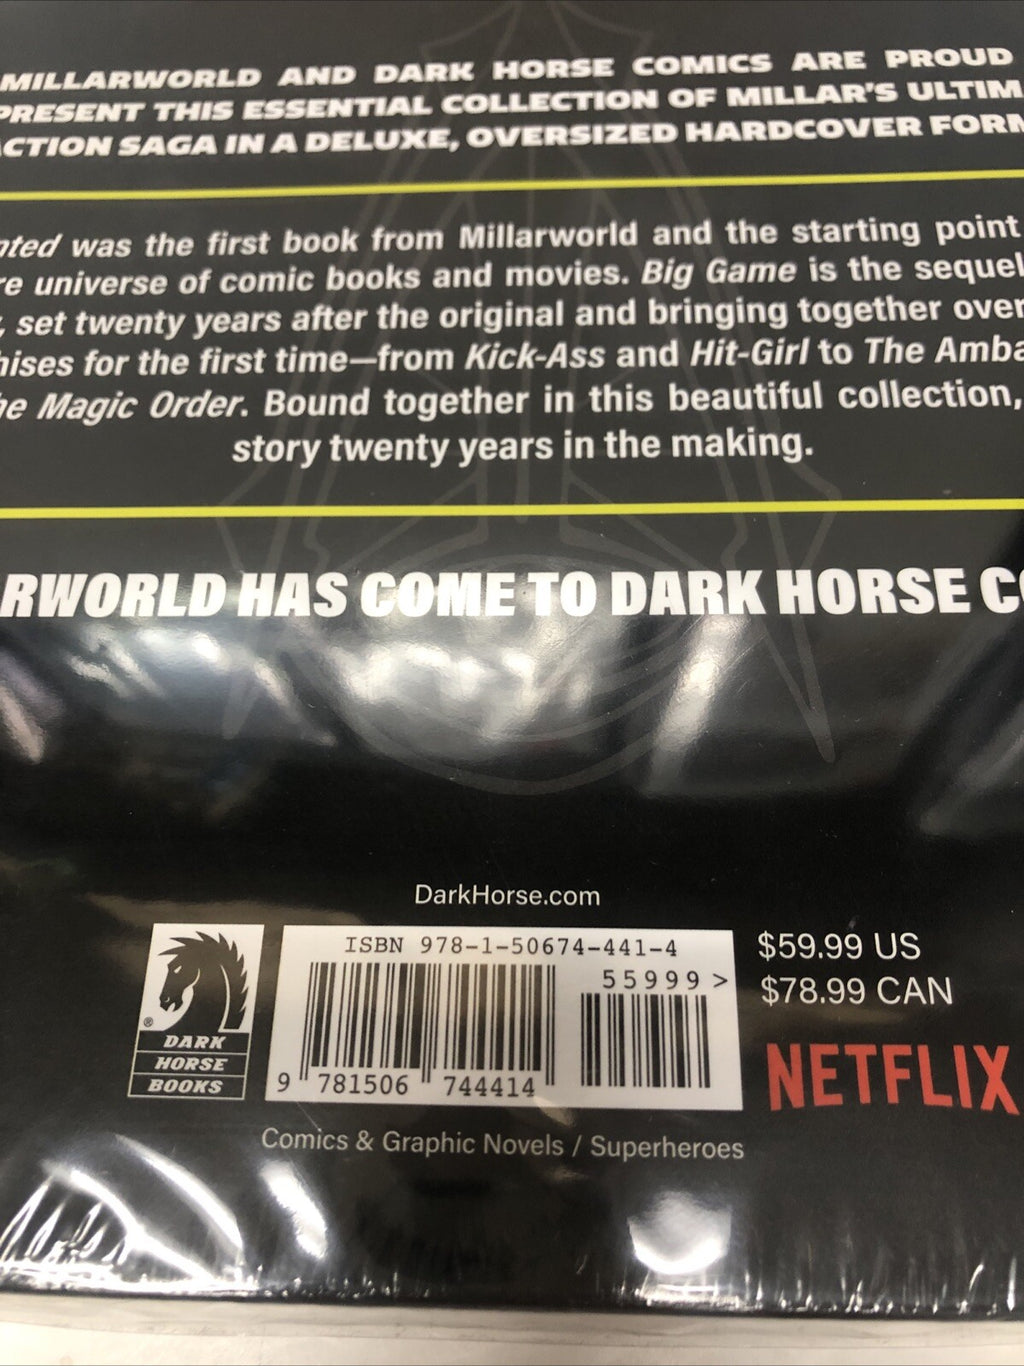 MILLARWORLD AND DARK HORSE COMICS ARE PROUD
PRESENT THIS ESSENTIAL COLLECTION OF MILLAR'S ULTIM
ACTION SAGA IN A DELUXE, OVERSIZED HARDCOVER FORM
nted was the first book from Millarworld and the starting point
re universe of comic books and movies. Big Game is the sequel
, set twenty years after the original and bringing together over
hises for the first time—from Kick-Ass and Hit-Girl to The Amba
he Magic Order. Bound together in this beautiful collection,
story twenty years in the making.
RWORLD HAS COME TO DARK HORSE CO
DarkHorse.com
ISBN 978-1-50674-441-4
55999>
9 781506 744414
$59.99 US
$78.99 CAN
NETFLIX
®
DARK
HORSE
BOOKS
Comics & Graphic Novels / Superheroes